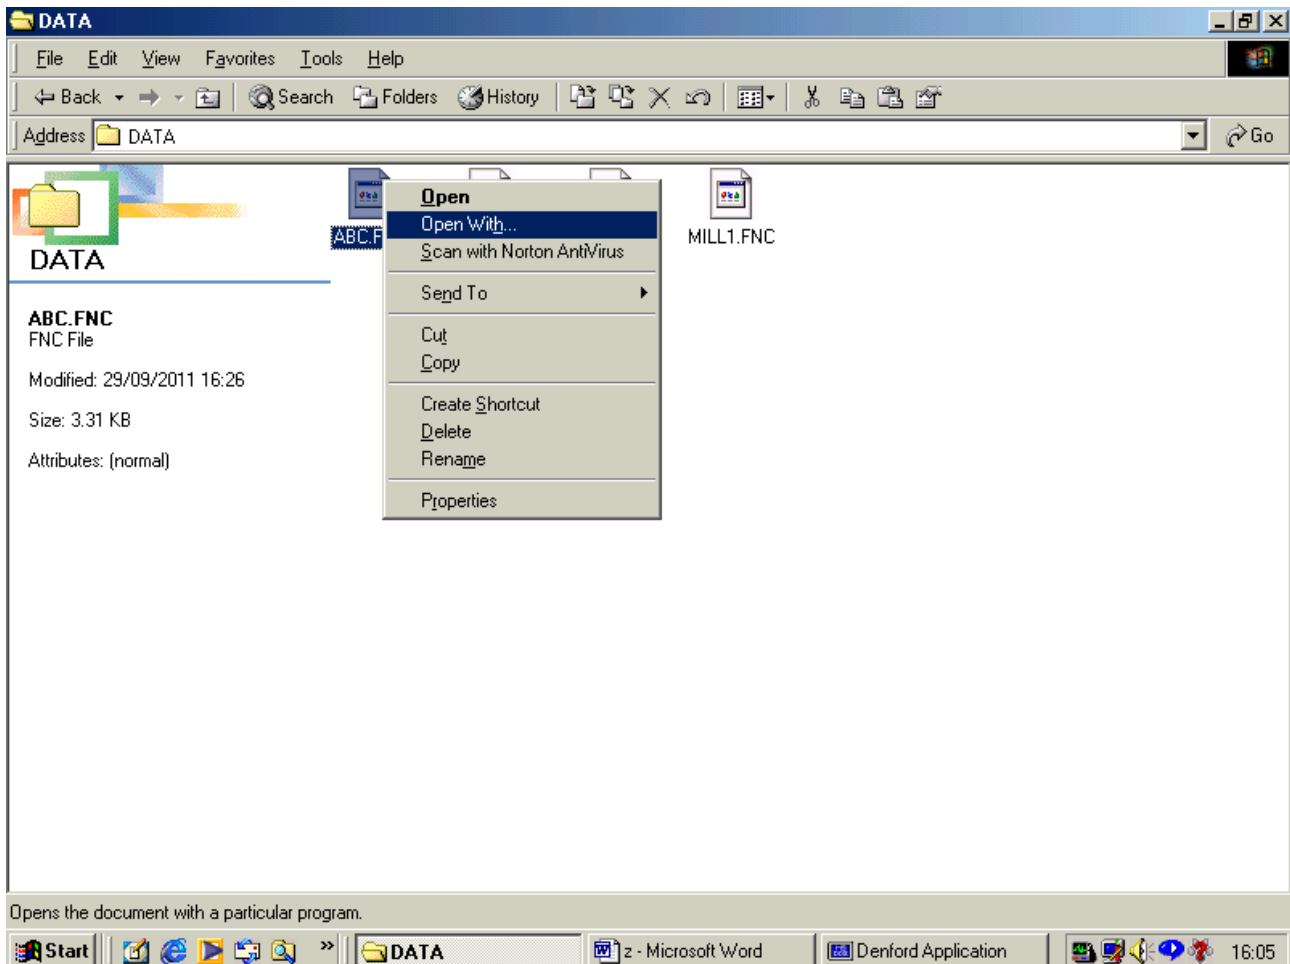 DATA
File Edit View Favorites Tools Help
Back Search Folders History
Address DATA Go
DATA
ABC.FNC
FNC File
Modified: 29/09/2011 16:26
Size: 3.31 KB
Attributes: (normal)
ABC.F
MILL1.FNC
Open
Open With...
Scan with Norton AntiVirus
Send To
Cut
Copy
Create Shortcut
Delete
Rename
Properties
Opens the document with a particular program.
Start » DATA z - Microsoft Word Denford Application 16:05